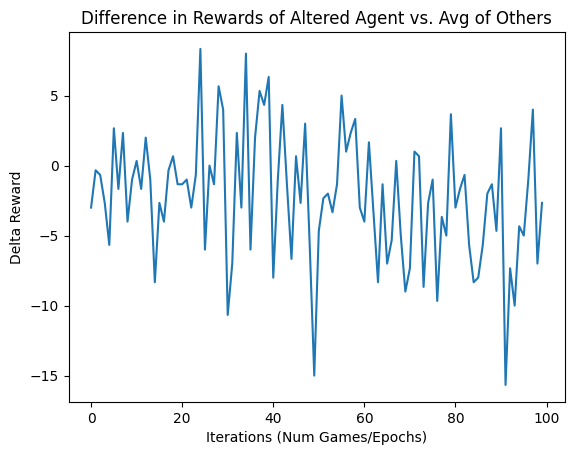 Difference in Rewards of Altered Agent vs. Avg of Others
Delta Reward
5
0
−5
−10
−15
0 20 40 60 80 100
Iterations (Num Games/Epochs)